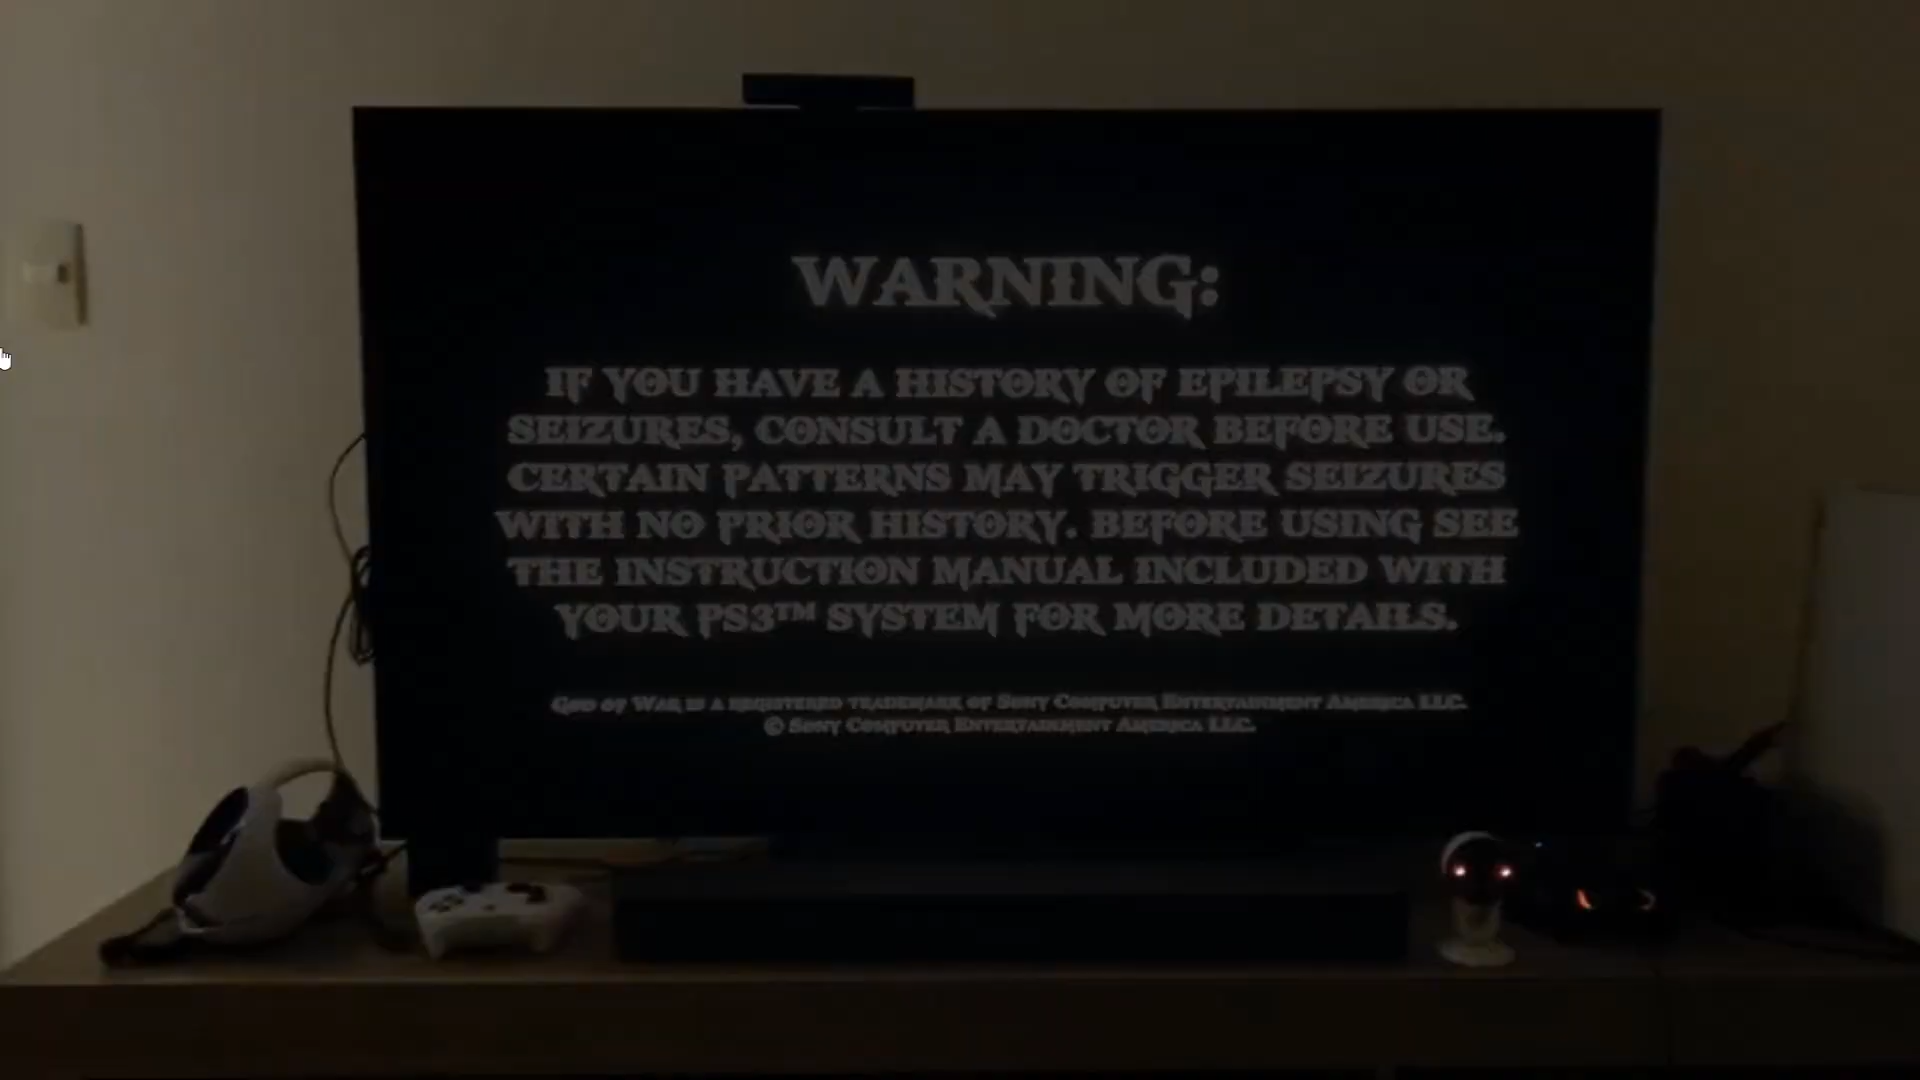 WARNING:
IF YOU HAVE A HISTORY OF EPILEPSY OR
SEIZURES, CONSULT A DOCTOR BEFORE USE.
CERTAIN PATTERNS MAY TRIGGER SEIZURES
WITH NO PRIOR HISTORY. BEFORE USING SEE
THE INSTRUCTION MANUAL INCLUDED WITH
YOUR PS3™ SYSTEM FOR MORE DETAILS.
GOD OF WAR IS A REGISTERED TRADEMARK OF SONY COMPUTER ENTERTAINMENT AMERICA LLC.
© SONY COMPUTER ENTERTAINMENT AMERICA LLC.